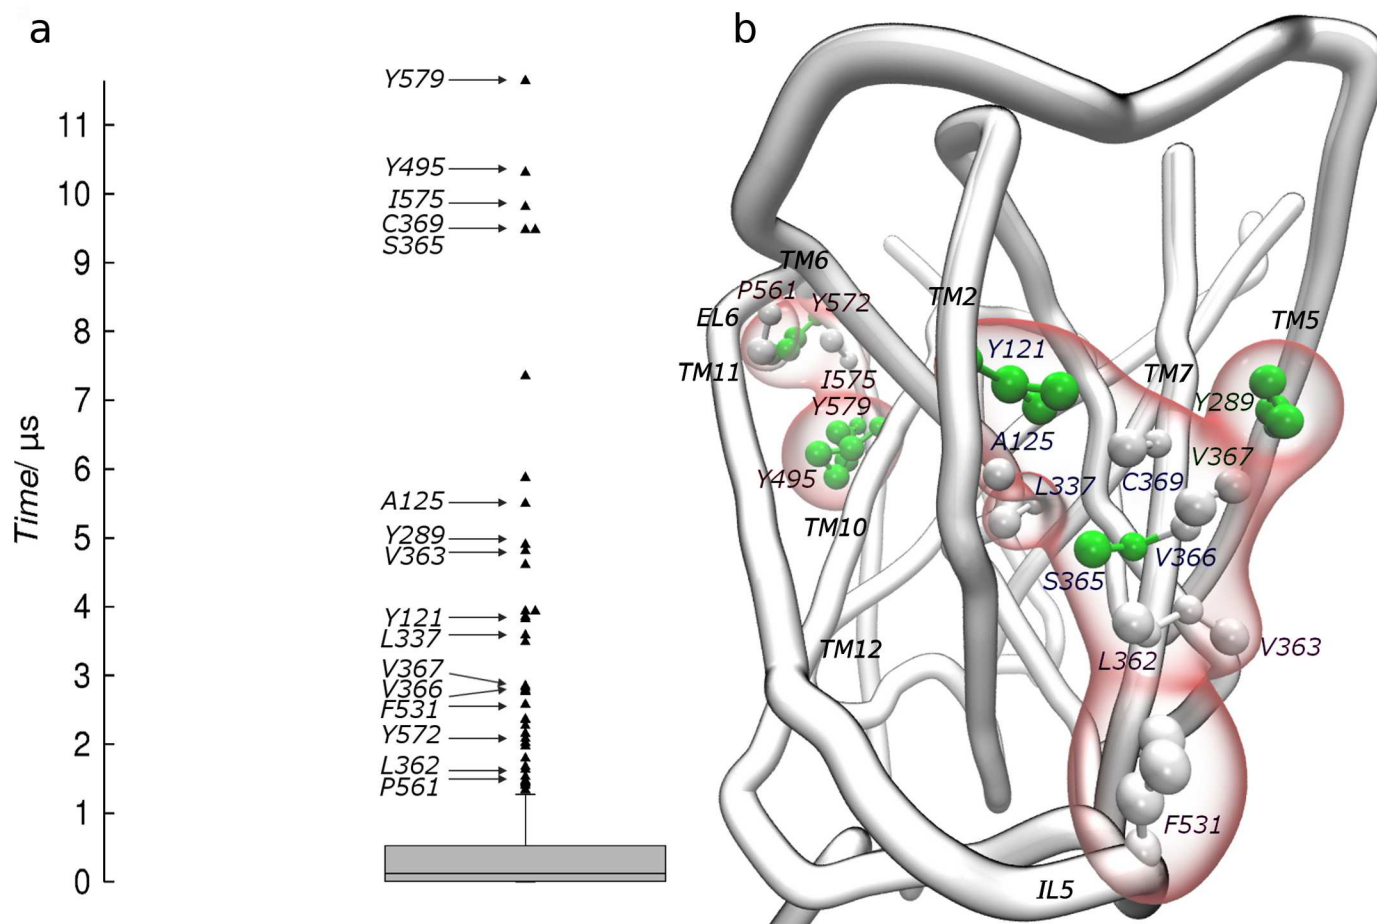 a
Time/ µs
11
10
9
8
7
6
5
4
3
2
1
0
Y579
Y495
I575
C369
S365
A125
Y289
V363
Y121
L337
V367
V366
F531
Y572
L362
P561
b
TM6
P561
Y572
EL6
TM2
TM5
TM11
I575
Y121
TM7
Y579
Y289
A125
V367
Y495
L337
C369
TM10
V366
S365
TM12
L362
V363
F531
IL5